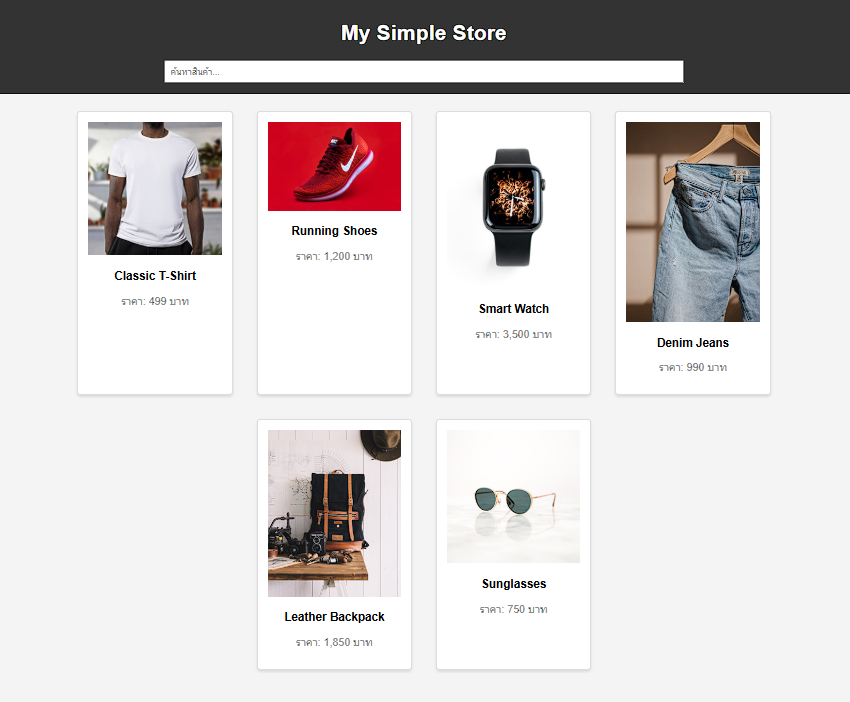 My Simple Store
ค้นหาสินค้า...
Classic T-Shirt
ราคา: 499 บาท
Running Shoes
ราคา: 1,200 บาท
Smart Watch
ราคา: 3,500 บาท
Denim Jeans
ราคา: 990 บาท
Leather Backpack
ราคา: 1,850 บาท
Sunglasses
ราคา: 750 บาท